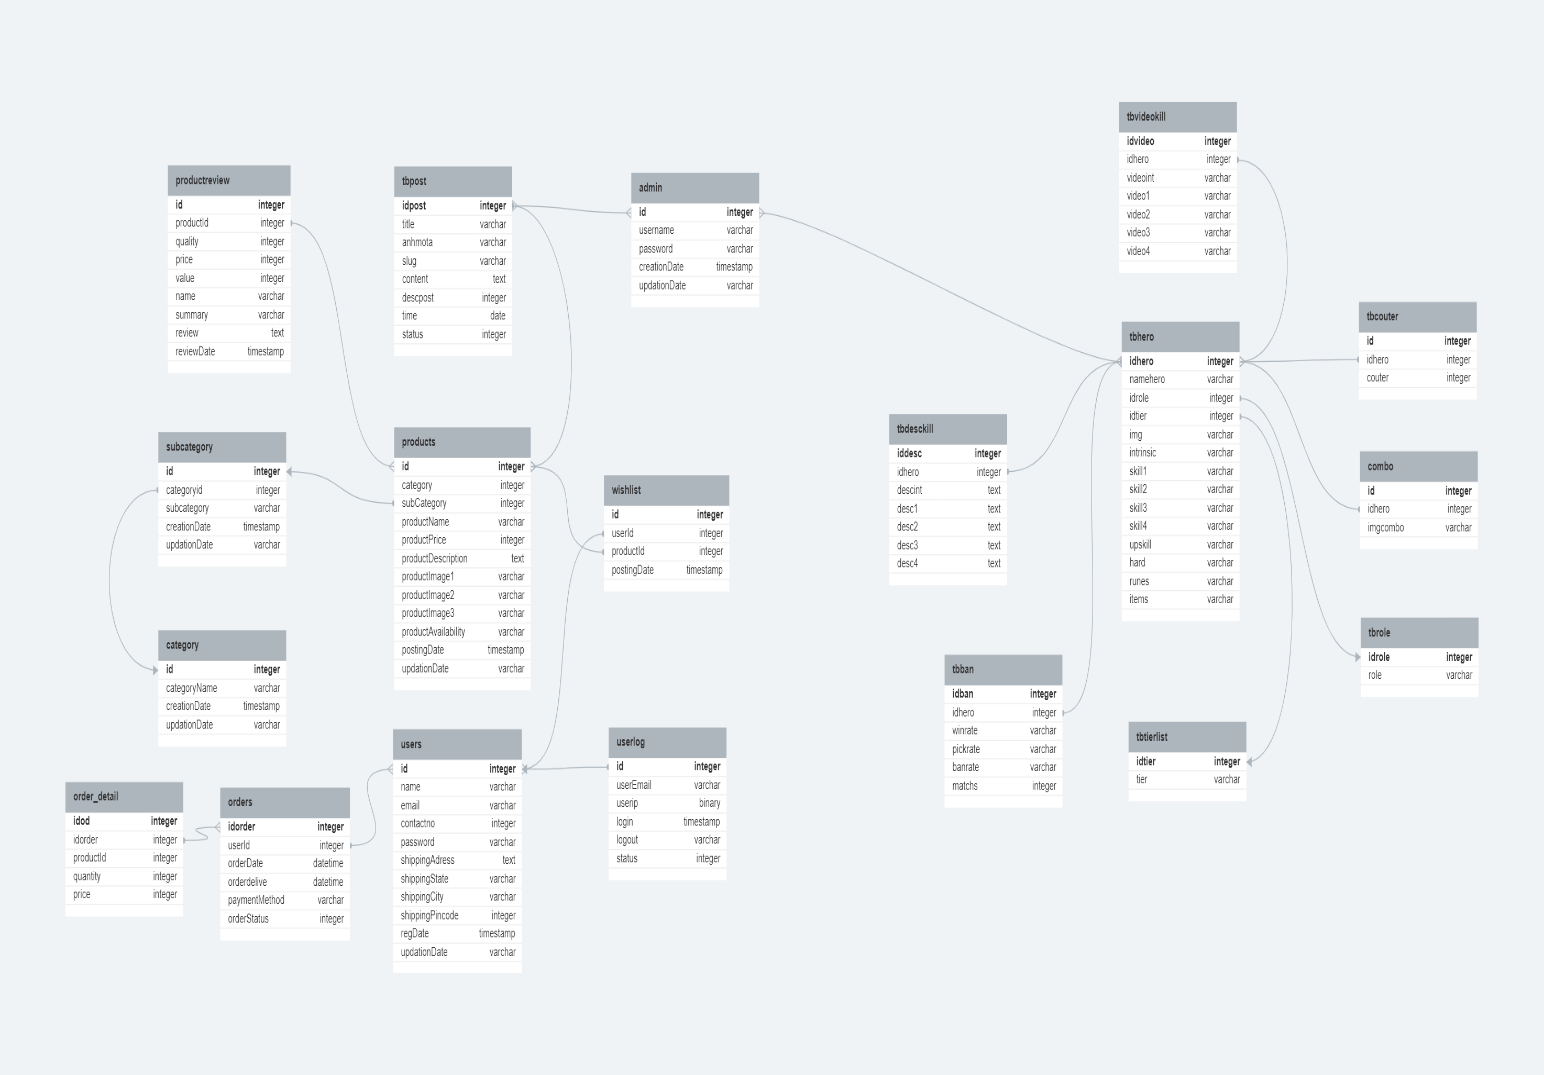 tbvideokill
idvideo integer
idhero integer
videoint varchar
video1 varchar
video2 varchar
video3 varchar
video4 varchar
productreview
id integer
productid integer
quality integer
price integer
value integer
name varchar
summary varchar
review text
reviewDate timestamp
tbpost
idpost integer
title varchar
anhmota varchar
slug varchar
content text
descpost integer
time date
status integer
admin
id integer
username varchar
password varchar
creationDate timestamp
updationDate varchar
tbhero
idhero integer
namehero varchar
idrole integer
idtier integer
img varchar
intrinsic varchar
skill1 varchar
skill2 varchar
skill3 varchar
skill4 varchar
upskill varchar
hard varchar
runes varchar
items varchar
tbcouter
id integer
idhero integer
couter integer
subcategory
id integer
categoryid integer
subcategory varchar
creationDate timestamp
updationDate varchar
products
id integer
category integer
subCategory integer
productName varchar
productPrice integer
productDescription text
productImage1 varchar
productImage2 varchar
productImage3 varchar
productAvailability varchar
postingDate timestamp
updationDate varchar
wishlist
id integer
userId integer
productId integer
postingDate timestamp
tbdesckill
iddesc integer
idhero integer
descint text
desc1 text
desc2 text
desc3 text
desc4 text
combo
id integer
idhero integer
imgcombo varchar
category
id integer
categoryName varchar
creationDate timestamp
updationDate varchar
tbban
idban integer
idhero integer
winrate varchar
pickrate varchar
banrate varchar
matchs integer
tbrole
idrole integer
role varchar
tbtierlist
idtier integer
tier varchar
order_detail
idod integer
idorder integer
productId integer
quantity integer
price integer
orders
idorder integer
userId integer
orderDate datetime
orderdelive datetime
paymentMethod varchar
orderStatus integer
users
id integer
name varchar
email varchar
contactno integer
password varchar
shippingAdress text
shippingState varchar
shippingCity varchar
shippingPincode integer
regDate timestamp
updationDate varchar
userlog
id integer
userEmail varchar
userip binary
login timestamp
logout varchar
status integer